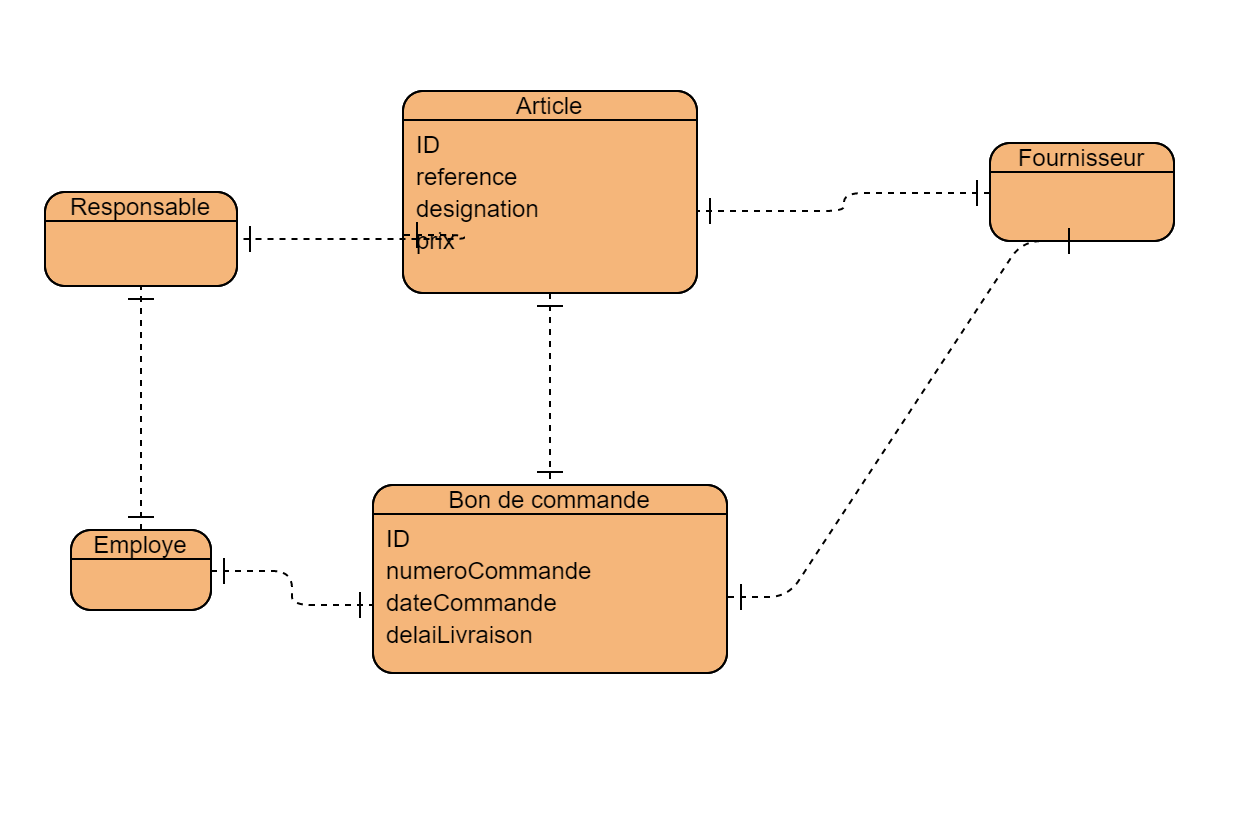 Article
ID
reference
designation
prix
Fournisseur
Responsable
Employe
Bon de commande
ID
numeroCommande
dateCommande
delaiLivraison